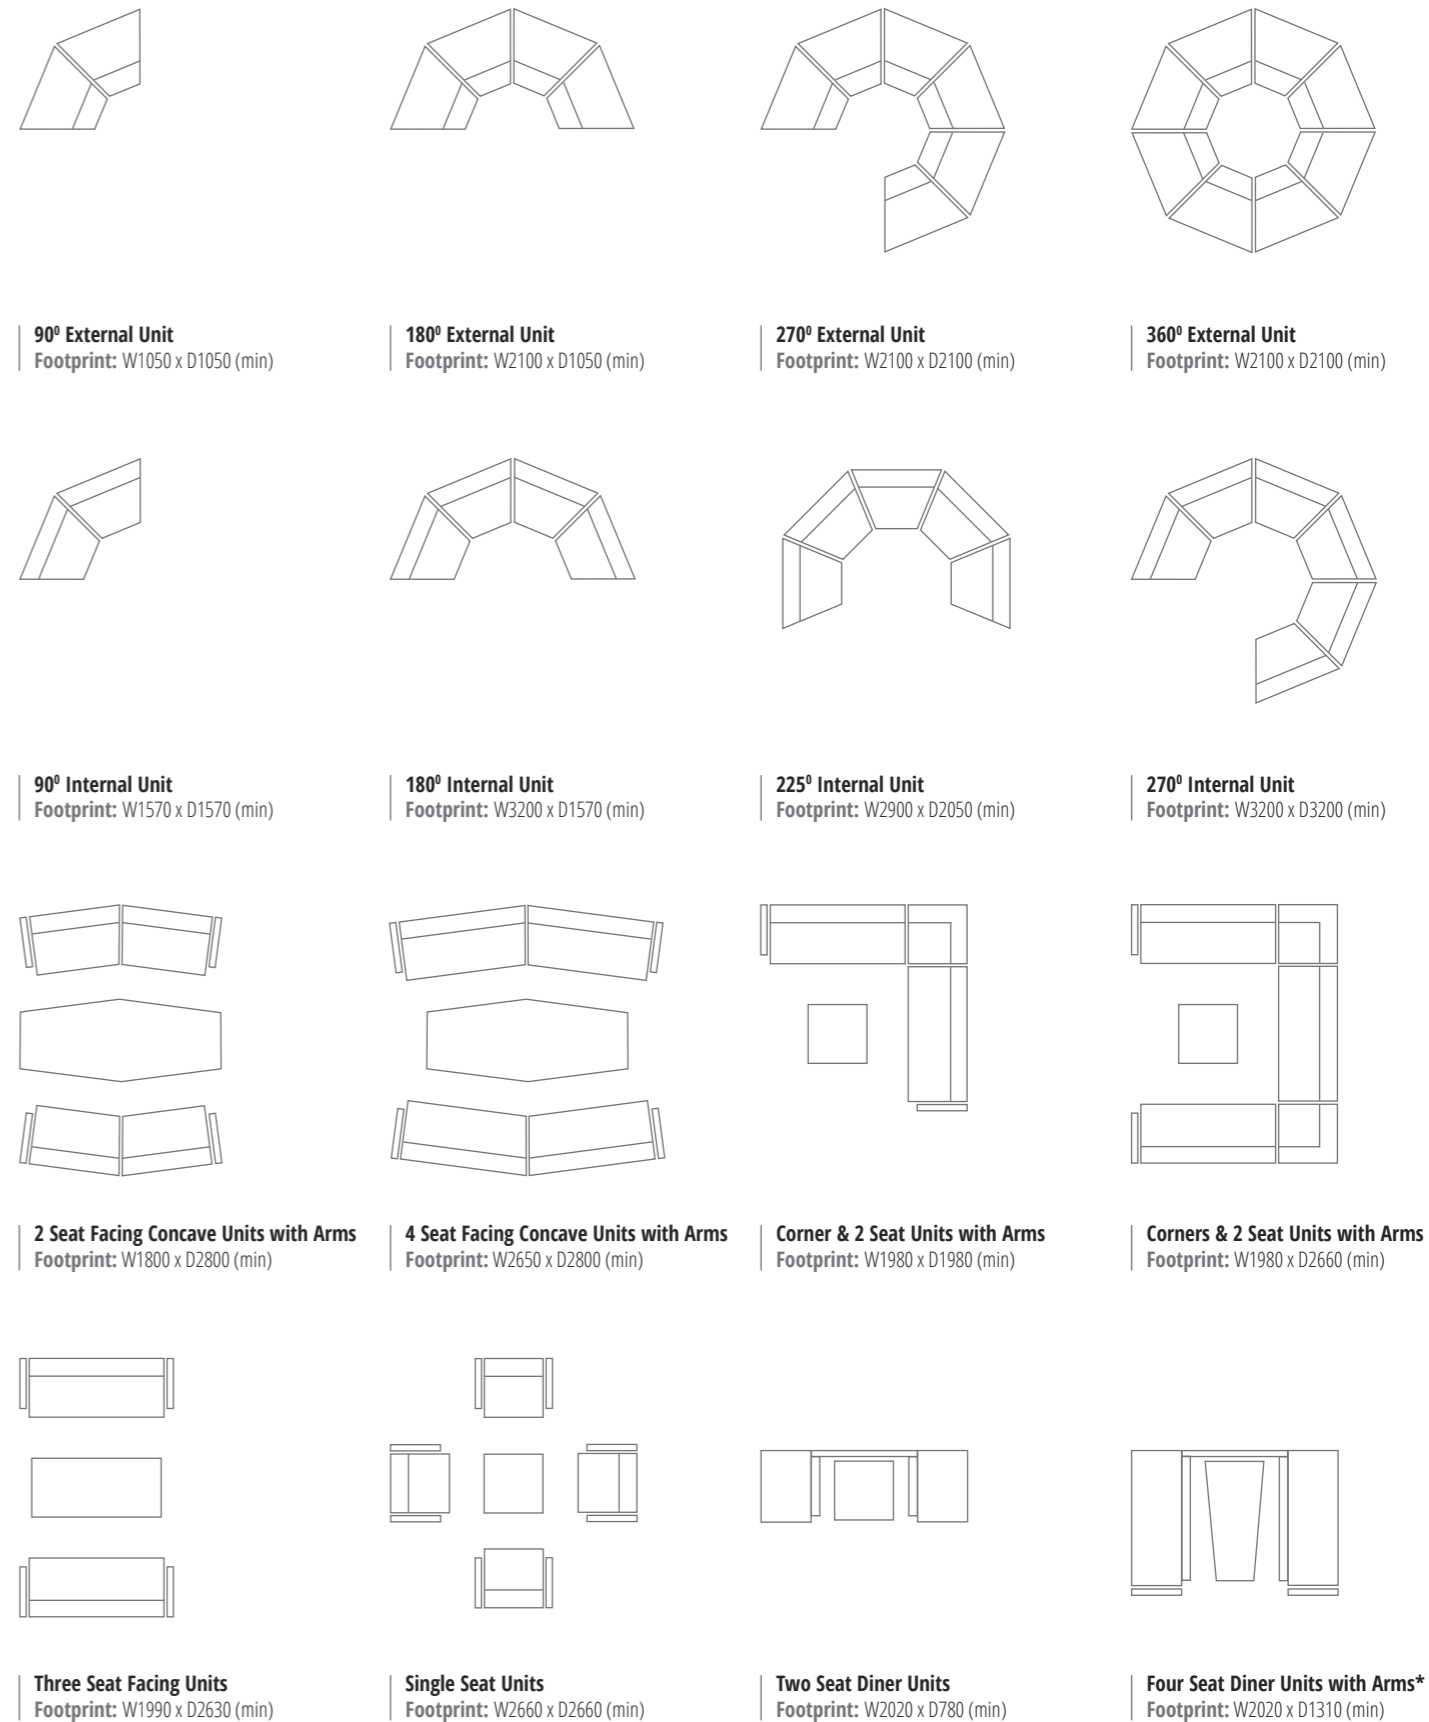 90⁰ External Unit
Footprint: W1050 x D1050 (min)
180⁰ External Unit
Footprint: W2100 x D1050 (min)
270⁰ External Unit
Footprint: W2100 x D2100 (min)
360⁰ External Unit
Footprint: W2100 x D2100 (min)
90⁰ Internal Unit
Footprint: W1570 x D1570 (min)
180⁰ Internal Unit
Footprint: W3200 x D1570 (min)
225⁰ Internal Unit
Footprint: W2900 x D2050 (min)
270⁰ Internal Unit
Footprint: W3200 x D3200 (min)
2 Seat Facing Concave Units with Arms
Footprint: W1800 x D2800 (min)
4 Seat Facing Concave Units with Arms
Footprint: W2650 x D2800 (min)
Corner & 2 Seat Units with Arms
Footprint: W1980 x D1980 (min)
Corners & 2 Seat Units with Arms
Footprint: W1980 x D2660 (min)
Three Seat Facing Units
Footprint: W1990 x D2630 (min)
Single Seat Units
Footprint: W2660 x D2660 (min)
Two Seat Diner Units
Footprint: W2020 x D780 (min)
Four Seat Diner Units with Arms*
Footprint: W2020 x D1310 (min)